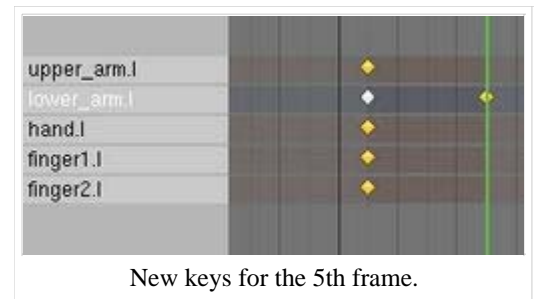 upper_arm.l
lower_arm.l
hand.l
finger1.l
finger2.l
New keys for the 5th frame.